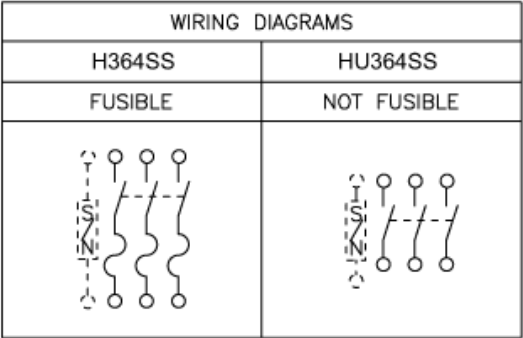 WIRING DIAGRAMS
H364SS HU364SS
FUSIBLE NOT FUSIBLE
S/N S/N